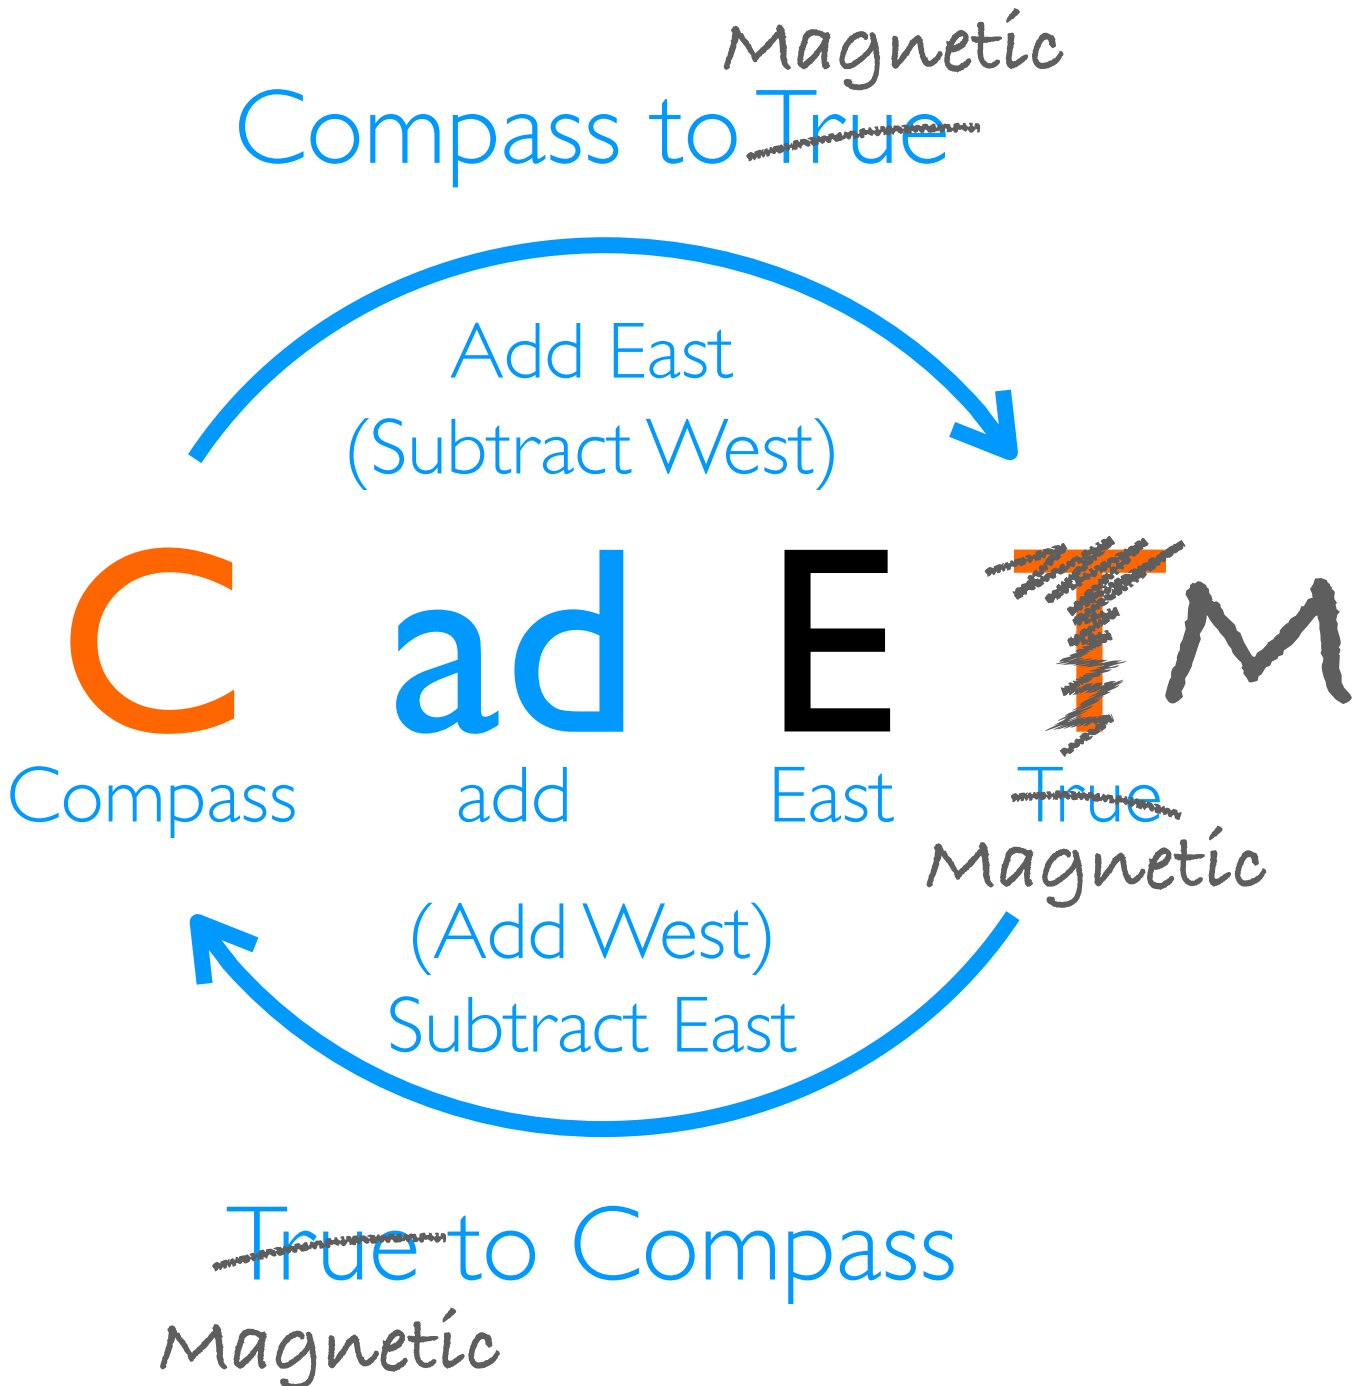 Magnetic
Compass to True
Add East
(Subtract West)
C ad E T M
Compass add East True
Magnetic
(Add West)
Subtract East
True to Compass
Magnetic